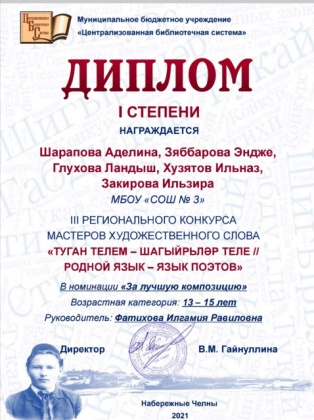 Муниципальное бюджетное учреждение
«Централизованная библиотечная система»
ДИПЛОМ
I СТЕПЕНИ
НАГРАЖДАЕТСЯ
Шарапова Аделина, Зяббарова Эндже,
Глухова Ландыш, Хузятов Ильназ,
Закирова Ильзира
МБОУ «СОШ № 3»
III РЕГИОНАЛЬНОГО КОНКУРСА
МАСТЕРОВ ХУДОЖЕСТВЕННОГО СЛОВА
«ТУГАН ТЕЛЕМ – ШАГЫЙРЬЛӘР ТЕЛЕ //
РОДНОЙ ЯЗЫК – ЯЗЫК ПОЭТОВ»
В номинации «За лучшую композицию»
Возрастная категория: 13 – 15 лет
Руководитель: Фатихова Илгамия Равиловна
Директор В.М. Гайнуллина
Набережные Челны
2021